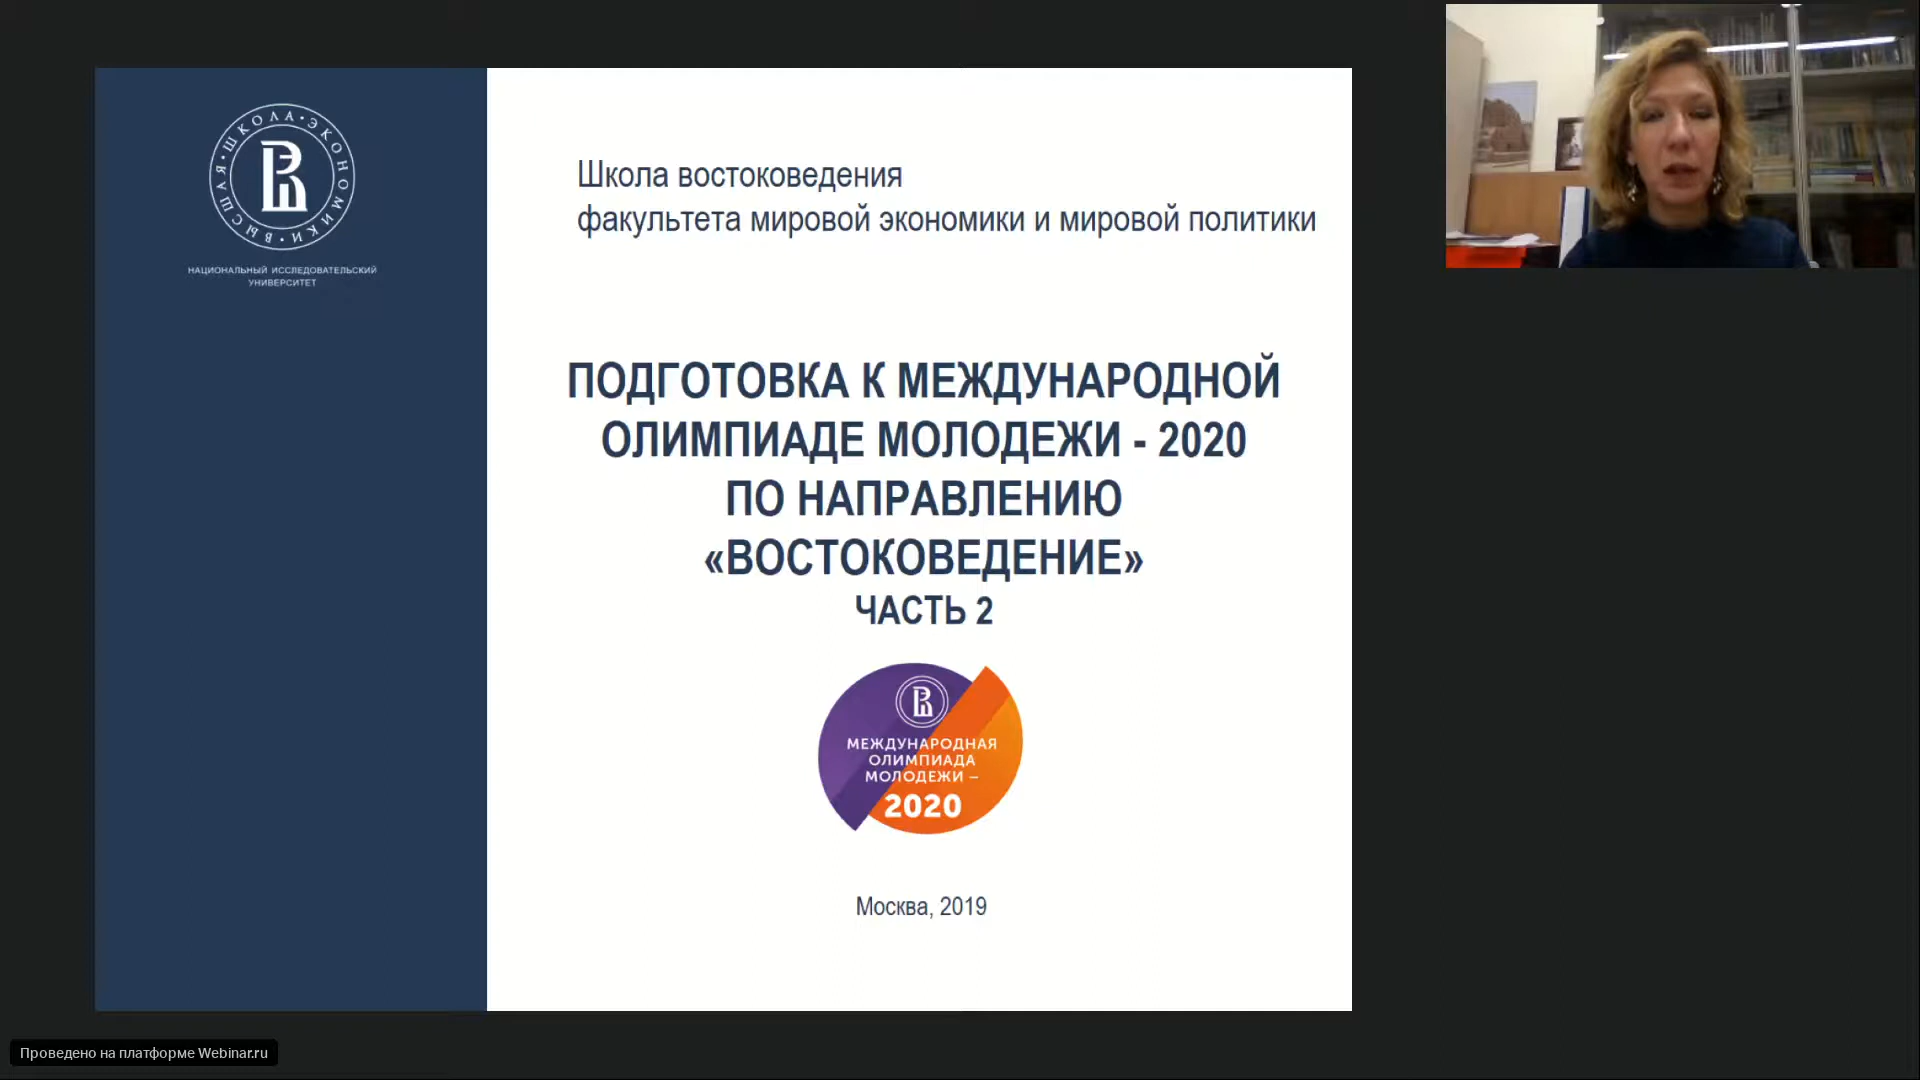 ВЫСШАЯ • ШКОЛА • ЭКОНОМИКИ •
НАЦИОНАЛЬНЫЙ ИССЛЕДОВАТЕЛЬСКИЙ
УНИВЕРСИТЕТ
Школа востоковедения
факультета мировой экономики и мировой политики
ПОДГОТОВКА К МЕЖДУНАРОДНОЙ
ОЛИМПИАДЕ МОЛОДЕЖИ - 2020
ПО НАПРАВЛЕНИЮ
«ВОСТОКОВЕДЕНИЕ»
ЧАСТЬ 2
МЕЖДУНАРОДНАЯ
ОЛИМПИАДА
МОЛОДЕЖИ –
2020
Москва, 2019
Проведено на платформе Webinar.ru